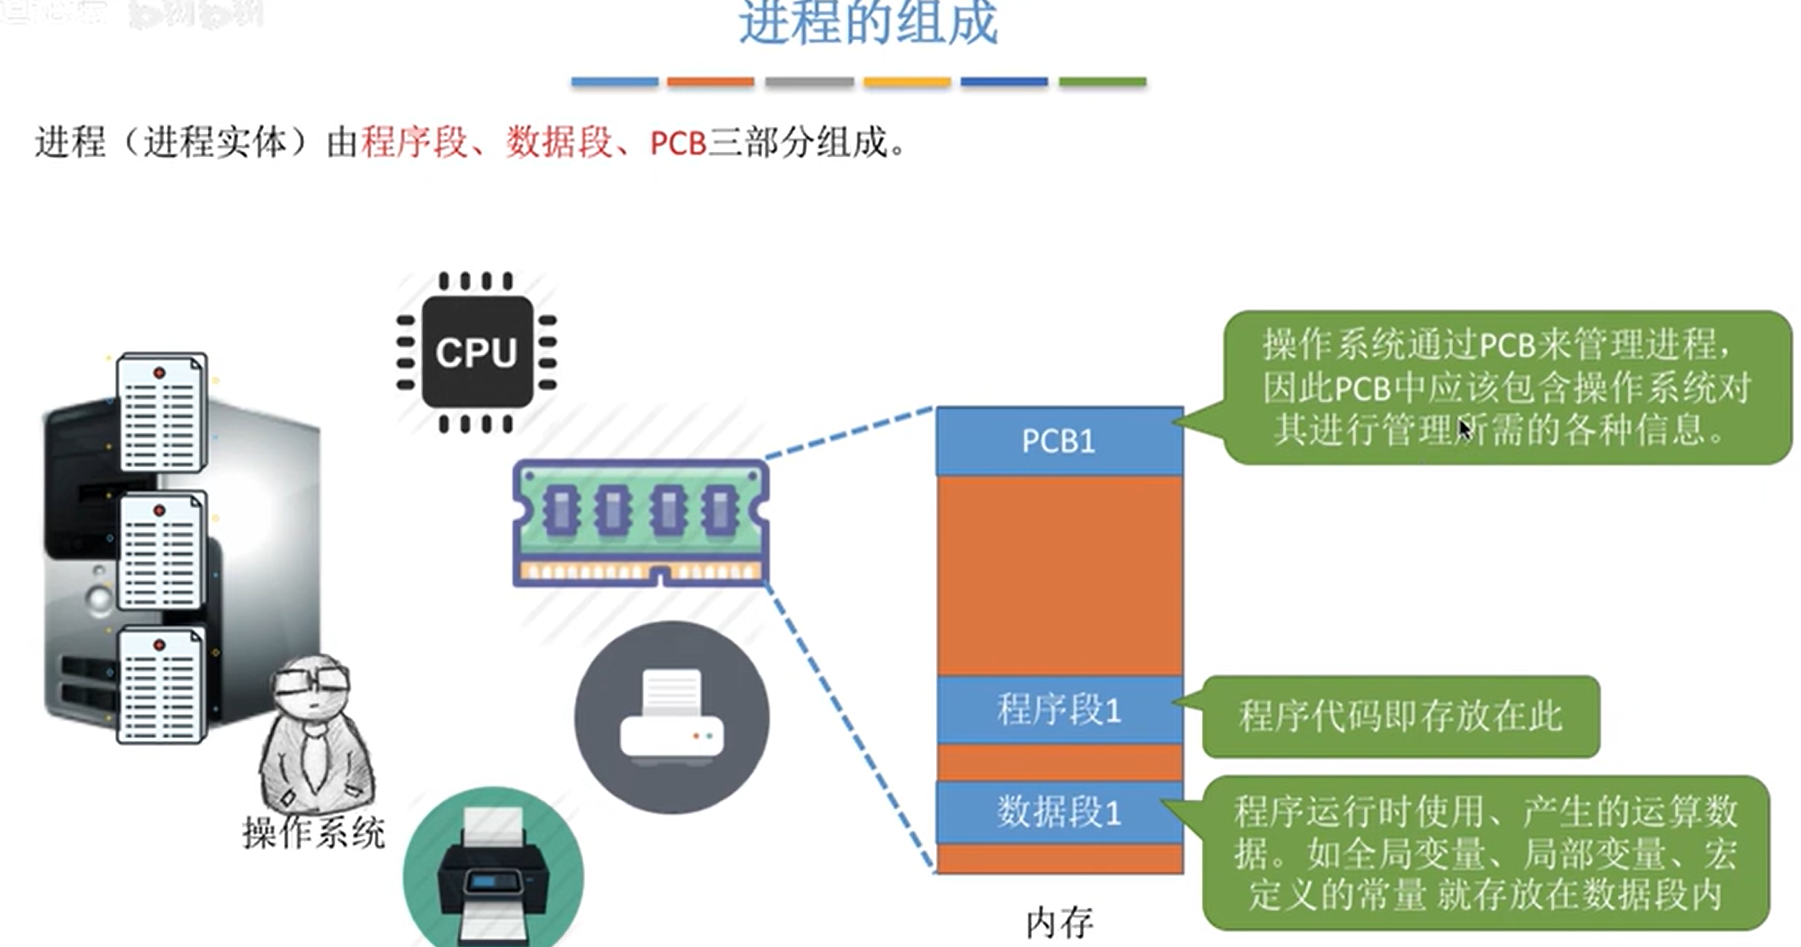 进程的组成
进程（进程实体）由程序段、数据段、PCB三部分组成。
CPU
操作系统通过PCB来管理进程，
因此PCB中应该包含操作系统对
其进行管理所需的各种信息。
PCB1
程序段1
程序代码即存放在此
数据段1
程序运行时使用、产生的运算数
据。如全局变量、局部变量、宏
定义的常量 就存放在数据段内
操作系统
内存